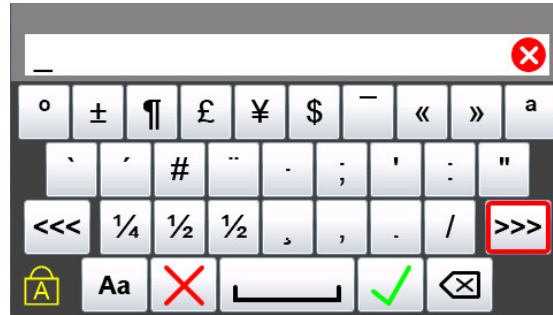 _
º ± ¶ £ ¥ $ ¯ « » ª
` ´ # ¨ · ; ' : "
<<< ¼ ½ ½ ¸ , . / >>>
A Aa